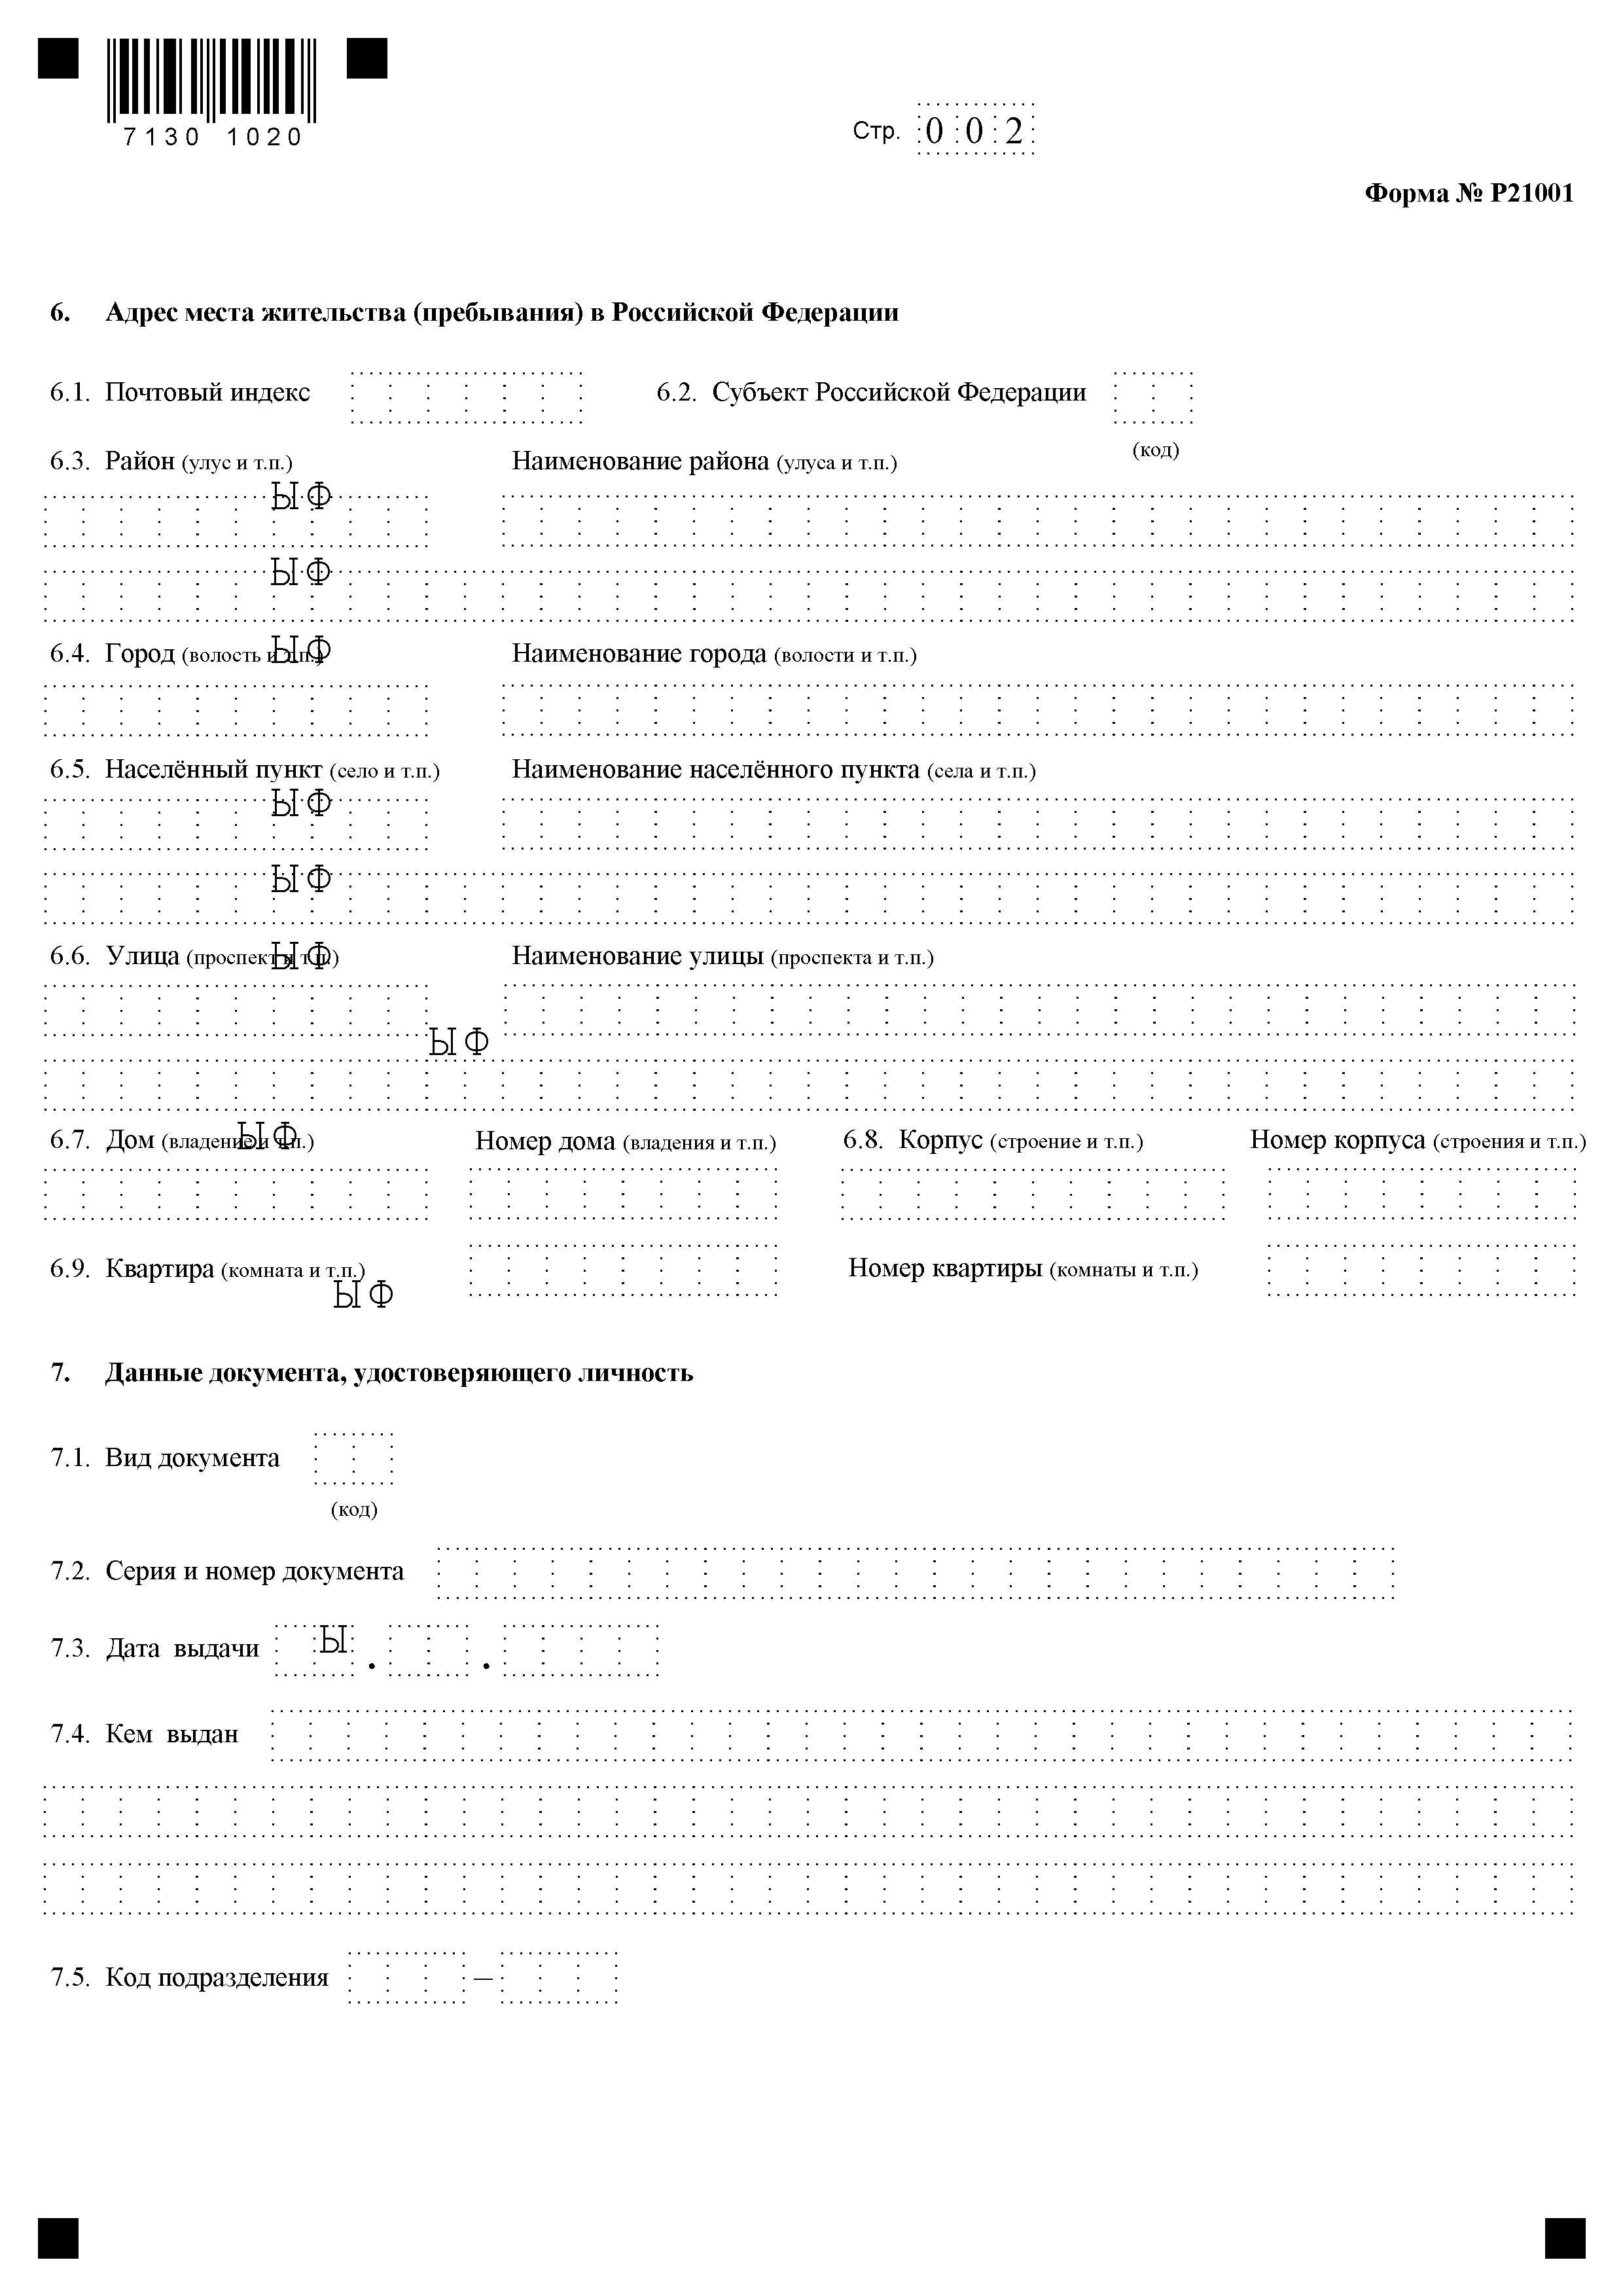 7130 1020
Стр. 002
Форма № Р21001
6. Адрес места жительства (пребывания) в Российской Федерации
6.1. Почтовый индекс 6.2. Субъект Российской Федерации
(код)
6.3. Район (улус и т.п.) Наименование района (улуса и т.п.)
ЫФ
ЫФ
6.4. Город (волость и т.п.) ЫФ Наименование города (волости и т.п.)
6.5. Населённый пункт (село и т.п.) Наименование населённого пункта (села и т.п.)
ЫФ
ЫФ
6.6. Улица (проспект и т.п.) ЫФ Наименование улицы (проспекта и т.п.)
ЫФ
6.7. Дом (владение и т.п.) ЫФ Номер дома (владения и т.п.) 6.8. Корпус (строение и т.п.) Номер корпуса (строения и т.п.)
6.9. Квартира (комната и т.п.) Номер квартиры (комнаты и т.п.)
ЫФ
7. Данные документа, удостоверяющего личность
7.1. Вид документа
(код)
7.2. Серия и номер документа
7.3. Дата выдачи Ы . .
7.4. Кем выдан
7.5. Код подразделения –